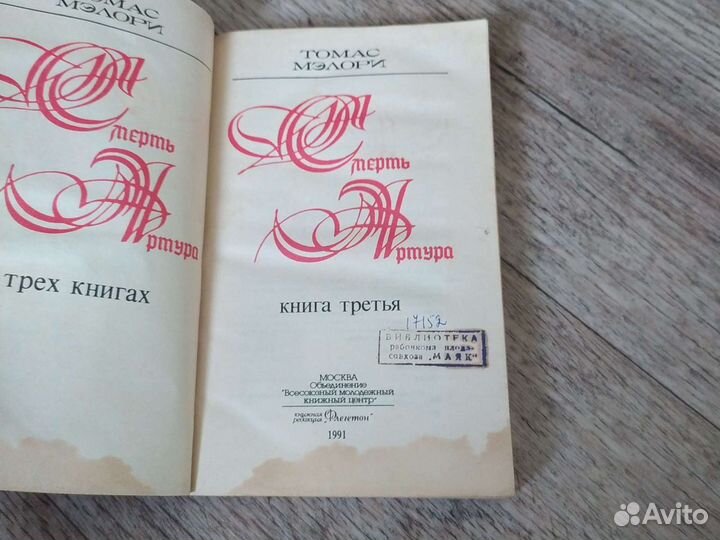 ТОМАС
МЭЛОРИ
Смерть
Артура
трех книгах
ТОМАС
МЭЛОРИ
Смерть
Артура
книга третья
17152
БИБЛИОТЕКА
рабочкома плодо-
совхоза „МАЯК"
МОСКВА
Объединение
"Всесоюзный молодежный
книжный центр"
книжная
редакция „Флегетон"
1991
Avito